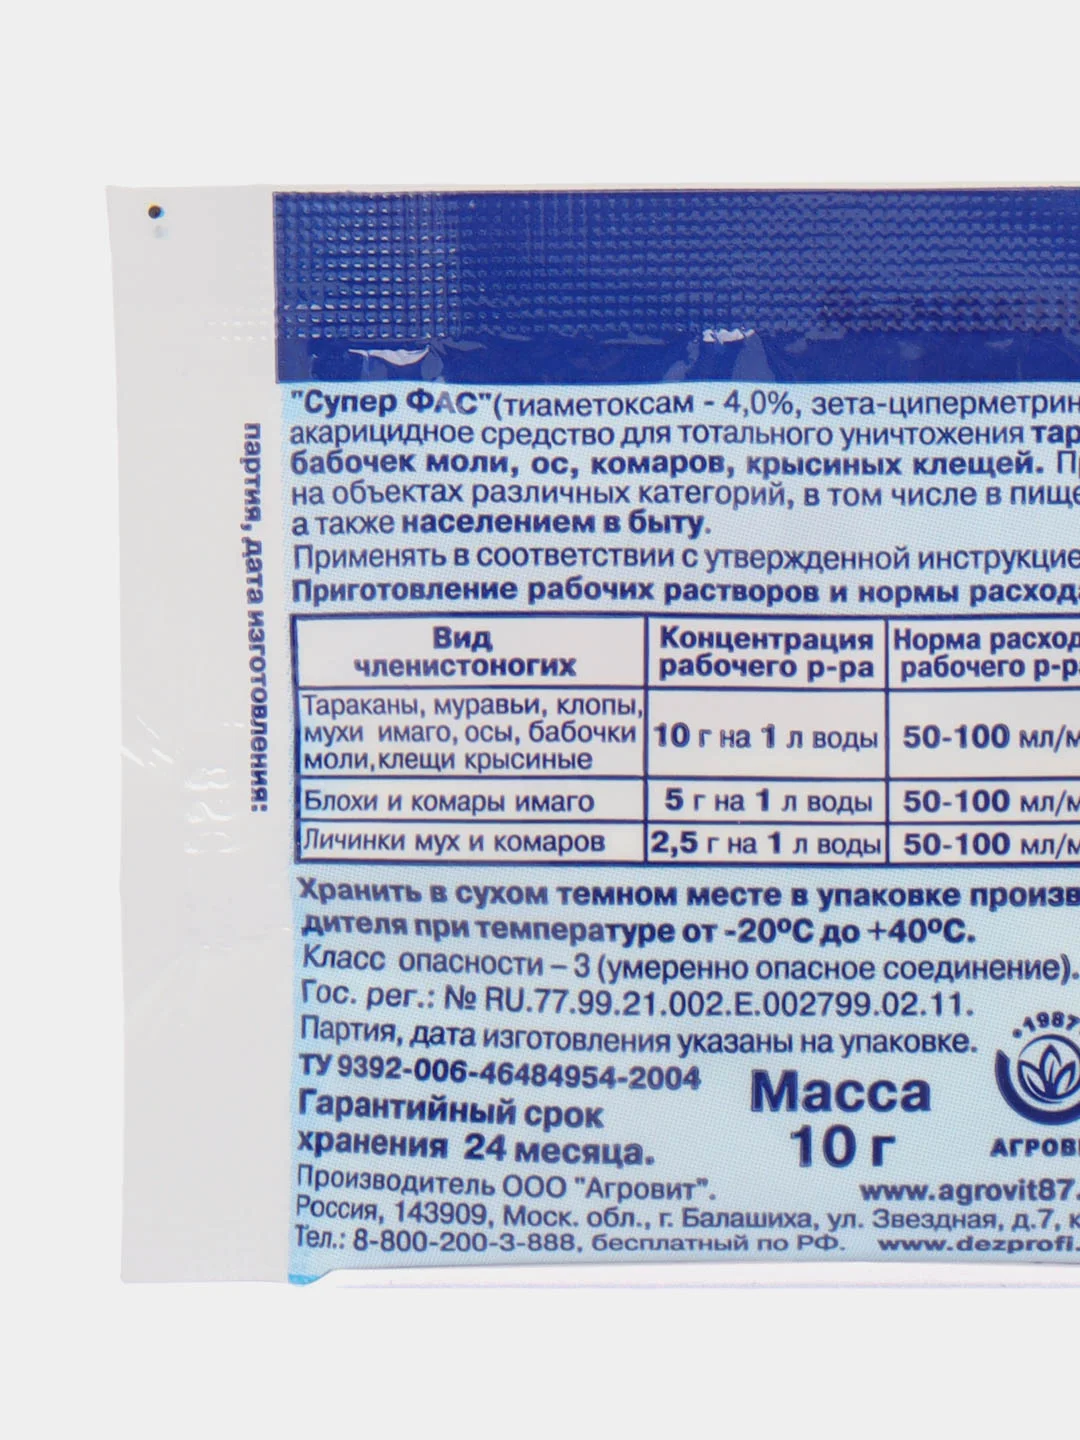 "Супер ФАС"(тиаметоксам - 4,0%, зета-циперметрин
акарицидное средство для тотального уничтожения тар
бабочек моли, ос, комаров, крысиных клещей. П
на объектах различных категорий, в том числе в пище
а также населением в быту.
Применять в соответствии с утвержденной инструкцие
Приготовление рабочих растворов и нормы расхода
Вид членистоногих Концентрация рабочего р-ра Норма расход рабочего р-ра
Тараканы, муравьи, клопы,
мухи имаго, осы, бабочки 10 г на 1 л воды 50-100 мл/м
моли,клещи крысиные
Блохи и комары имаго 5 г на 1 л воды 50-100 мл/м
Личинки мух и комаров 2,5 г на 1 л воды 50-100 мл/м
Хранить в сухом темном месте в упаковке произв
дителя при температуре от -20ºС до +40ºС.
Класс опасности – 3 (умеренно опасное соединение).
Гос. рег.: № RU.77.99.21.002.Е.002799.02.11.
Партия, дата изготовления указаны на упаковке.
ТУ 9392-006-46484954-2004
Гарантийный срок
хранения 24 месяца.
Масса
10 г
1987
АГРОВ
Производитель ООО "Агровит". www.agrovit87.
Россия, 143909, Моск. обл., г. Балашиха, ул. Звездная, д.7, к
Тел.: 8-800-200-3-888, бесплатный по РФ. www.dezprofi.
партия, дата изготовления: